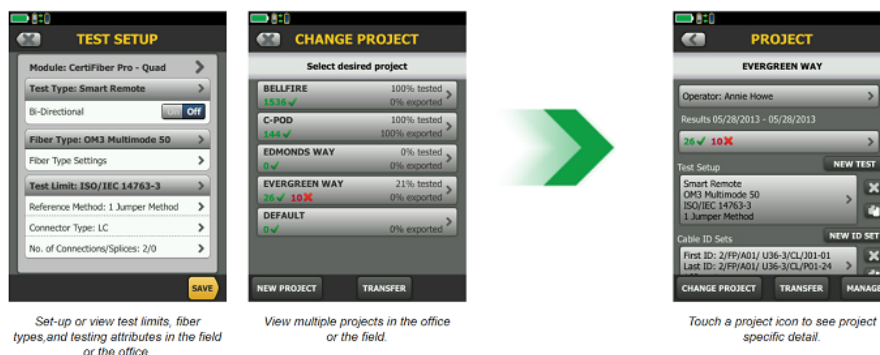 TEST SETUP
Module: CertiFiber Pro - Quad
Test Type: Smart Remote
Bi-Directional
On Off
Fiber Type: OM3 Multimode 50
Fiber Type Settings
Test Limit: ISO/IEC 14763-3
Reference Method: 1 Jumper Method
Connector Type: LC
No. of Connections/Splices: 2/0
SAVE
Set-up or view test limits, fiber
types,and testing attributes in the field
or the office
CHANGE PROJECT
Select desired project
BELLFIRE 100% tested
1536 0% exported
C-POD 100% tested
144 100% exported
EDMONDS WAY 0% tested
0 0% exported
EVERGREEN WAY 21% tested
26 10 0% exported
DEFAULT
0 0% exported
NEW PROJECT TRANSFER
View multiple projects in the office
or the field.
PROJECT
EVERGREEN WAY
Operator: Annie Howe
Results 05/28/2013 - 05/28/2013
26 10
Test Setup NEW TEST
Smart Remote
OM3 Multimode 50
ISO/IEC 14763-3
1 Jumper Method
Cable ID Sets NEW ID SET
First ID: 2/FP/A01/ U36-3/CL/J01-01
Last ID: 2/FP/A01/ U36-3/CL/P01-24
CHANGE PROJECT TRANSFER MANAGE
Touch a project icon to see project
specific detail.